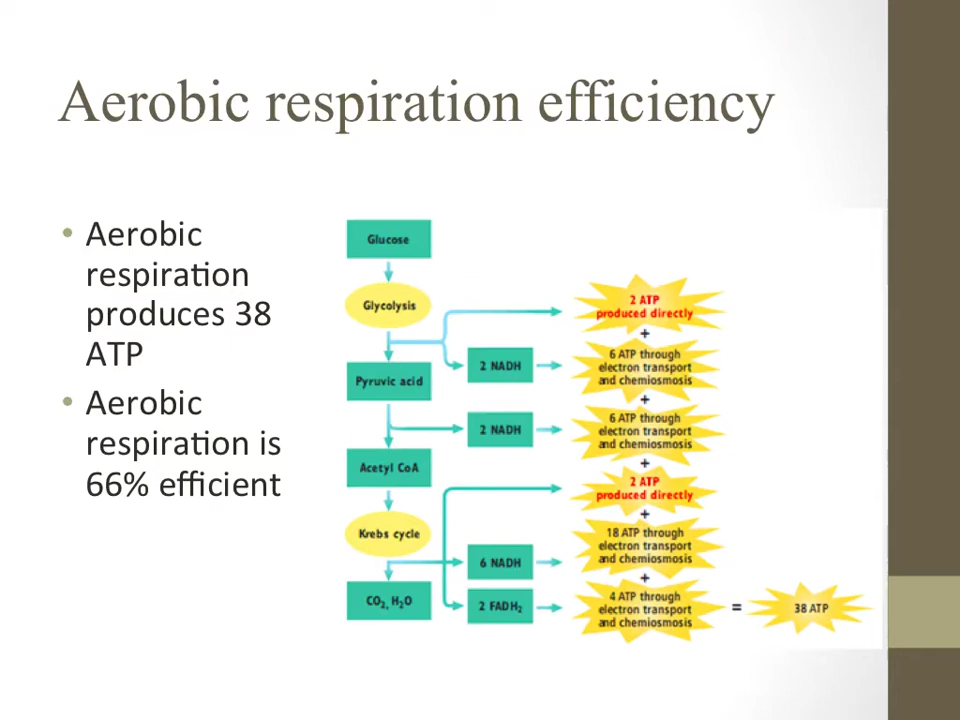 Aerobic respiration efficiency
• Aerobic
respiration
produces 38
ATP
• Aerobic
respiration is
66% efficient
Glucose
Glycolysis
2 ATP
produced directly
+
2 NADH
6 ATP through
electron transport
and chemiosmosis
Pyruvic acid
+
2 NADH
6 ATP through
electron transport
and chemiosmosis
Acetyl CoA
+
2 ATP
produced directly
+
Krebs cycle
6 NADH
18 ATP through
electron transport
and chemiosmosis
+
CO2, H2O
2 FADH2
4 ATP through
electron transport
and chemiosmosis
= 38 ATP